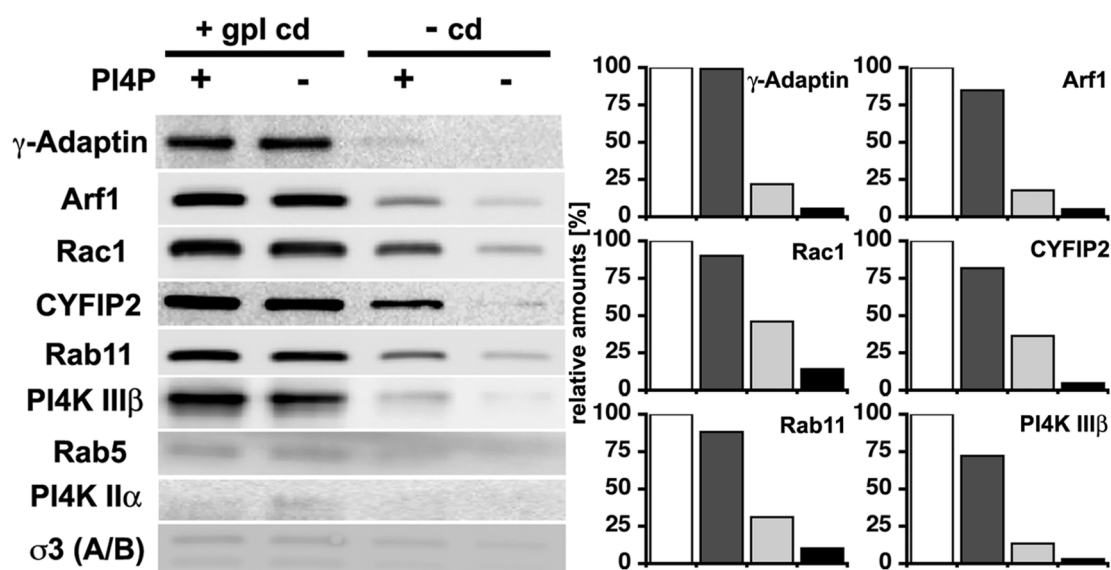 + gpI cd - cd
PI4P + - + -
γ-Adaptin
Arf1
Rac1
CYFIP2
Rab11
PI4K IIIβ
Rab5
PI4K IIα
σ3 (A/B)
relative amounts [%]
100
75
50
25
0
γ-Adaptin
100
75
50
25
0
Arf1
100
75
50
25
0
Rac1
100
75
50
25
0
CYFIP2
100
75
50
25
0
Rab11
100
75
50
25
0
PI4K IIIβ